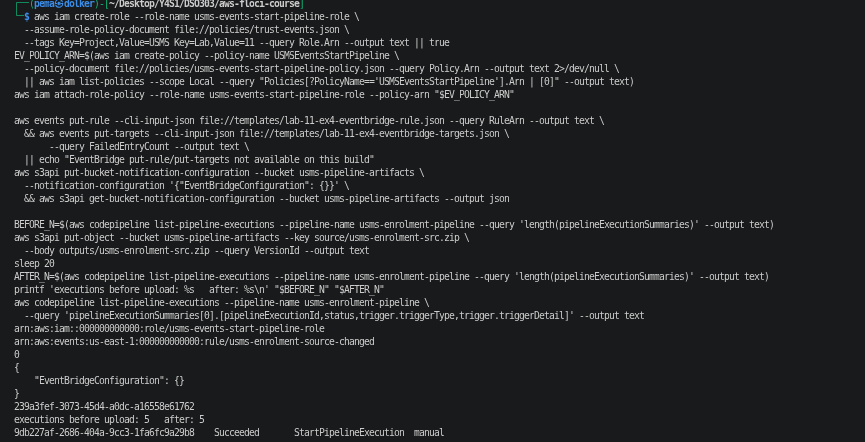 ┌──(pema㉿dolker)-[~/Desktop/Y4S1/DSO303/aws-floci-course]
└─$ aws iam create-role --role-name usms-events-start-pipeline-role \
  --assume-role-policy-document file://policies/trust-events.json \
  --tags Key=Project,Value=USMS Key=Lab,Value=11 --query Role.Arn --output text || true
EV_POLICY_ARN=$(aws iam create-policy --policy-name USMSEventsStartPipeline \
  --policy-document file://policies/usms-events-start-pipeline-policy.json --query Policy.Arn --output text 2>/dev/null \
  || aws iam list-policies --scope Local --query "Policies[?PolicyName=='USMSEventsStartPipeline'].Arn | [0]" --output text)
aws iam attach-role-policy --role-name usms-events-start-pipeline-role --policy-arn "$EV_POLICY_ARN"

aws events put-rule --cli-input-json file://templates/lab-11-ex4-eventbridge-rule.json --query RuleArn --output text \
  && aws events put-targets --cli-input-json file://templates/lab-11-ex4-eventbridge-targets.json \
       --query FailedEntryCount --output text \
  || echo "EventBridge put-rule/put-targets not available on this build"
aws s3api put-bucket-notification-configuration --bucket usms-pipeline-artifacts \
  --notification-configuration '{"EventBridgeConfiguration": {}}' \
  && aws s3api get-bucket-notification-configuration --bucket usms-pipeline-artifacts --output json

BEFORE_N=$(aws codepipeline list-pipeline-executions --pipeline-name usms-enrolment-pipeline --query 'length(pipelineExecutionSummaries)' --output text)
aws s3api put-object --bucket usms-pipeline-artifacts --key source/usms-enrolment-src.zip \
  --body outputs/usms-enrolment-src.zip --query VersionId --output text
sleep 20
AFTER_N=$(aws codepipeline list-pipeline-executions --pipeline-name usms-enrolment-pipeline --query 'length(pipelineExecutionSummaries)' --output text)
printf 'executions before upload: %s   after: %s\n' "$BEFORE_N" "$AFTER_N"
aws codepipeline list-pipeline-executions --pipeline-name usms-enrolment-pipeline \
  --query 'pipelineExecutionSummaries[0].[pipelineExecutionId,status,trigger.triggerType,trigger.triggerDetail]' --output text
arn:aws:iam::000000000000:role/usms-events-start-pipeline-role
arn:aws:events:us-east-1:000000000000:rule/usms-enrolment-source-changed
0
{
    "EventBridgeConfiguration": {}
}
239a3fef-3073-45d4-a0dc-a16558e61762
executions before upload: 5   after: 5
9db227af-2686-404a-9cc3-1fa6fc9a29b8    Succeeded       StartPipelineExecution  manual